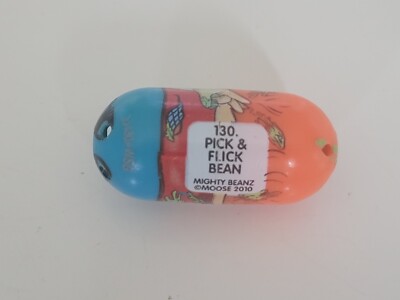 130.
PICK &
FLICK
BEAN
MIGHTY BEANZ
©MOOSE 2010